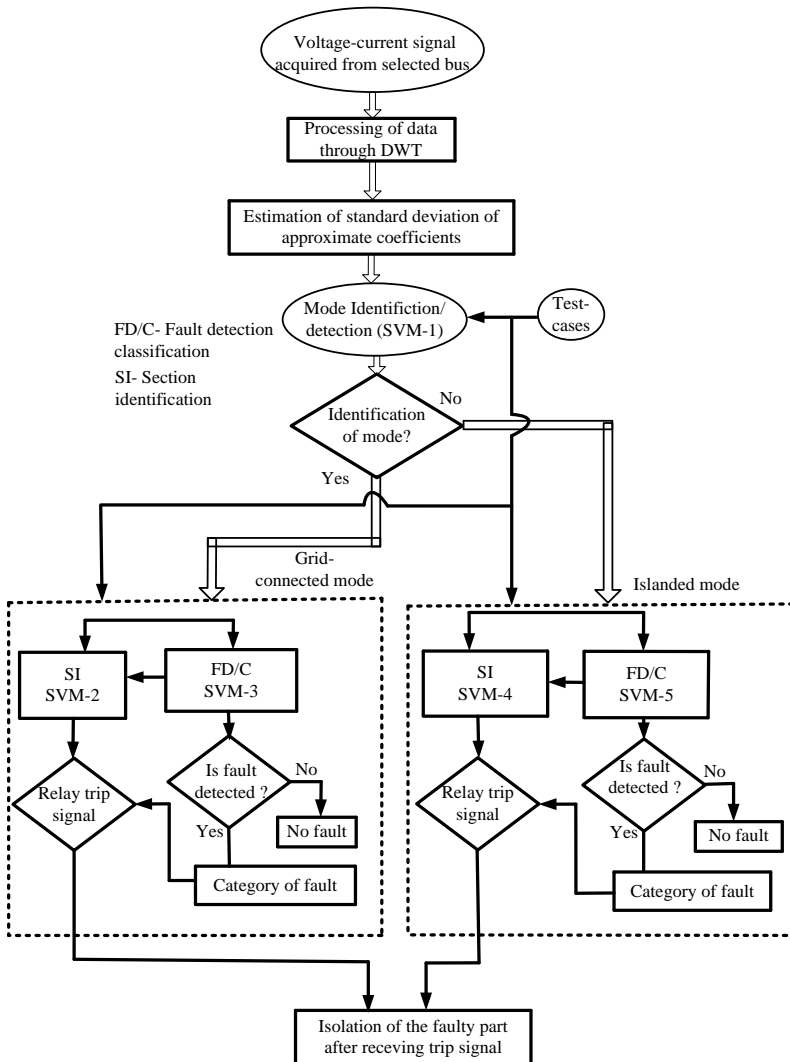 Voltage-current signal
acquired from selected bus
Processing of data
through DWT
Estimation of standard deviation of
approximate coefficients
Mode Identifiction/
detection (SVM-1)
Test-
cases
FD/C- Fault detection
classification
SI- Section
identification
Identification
of mode?
No
Yes
Grid-
connected mode
Islanded mode
SI
SVM-2
FD/C
SVM-3
Is fault
detected ?
No
Yes
Relay trip
signal
No fault
Category of fault
SI
SVM-4
FD/C
SVM-5
Is fault
detected ?
No
Yes
Relay trip
signal
No fault
Category of fault
Isolation of the faulty part
after receving trip signal